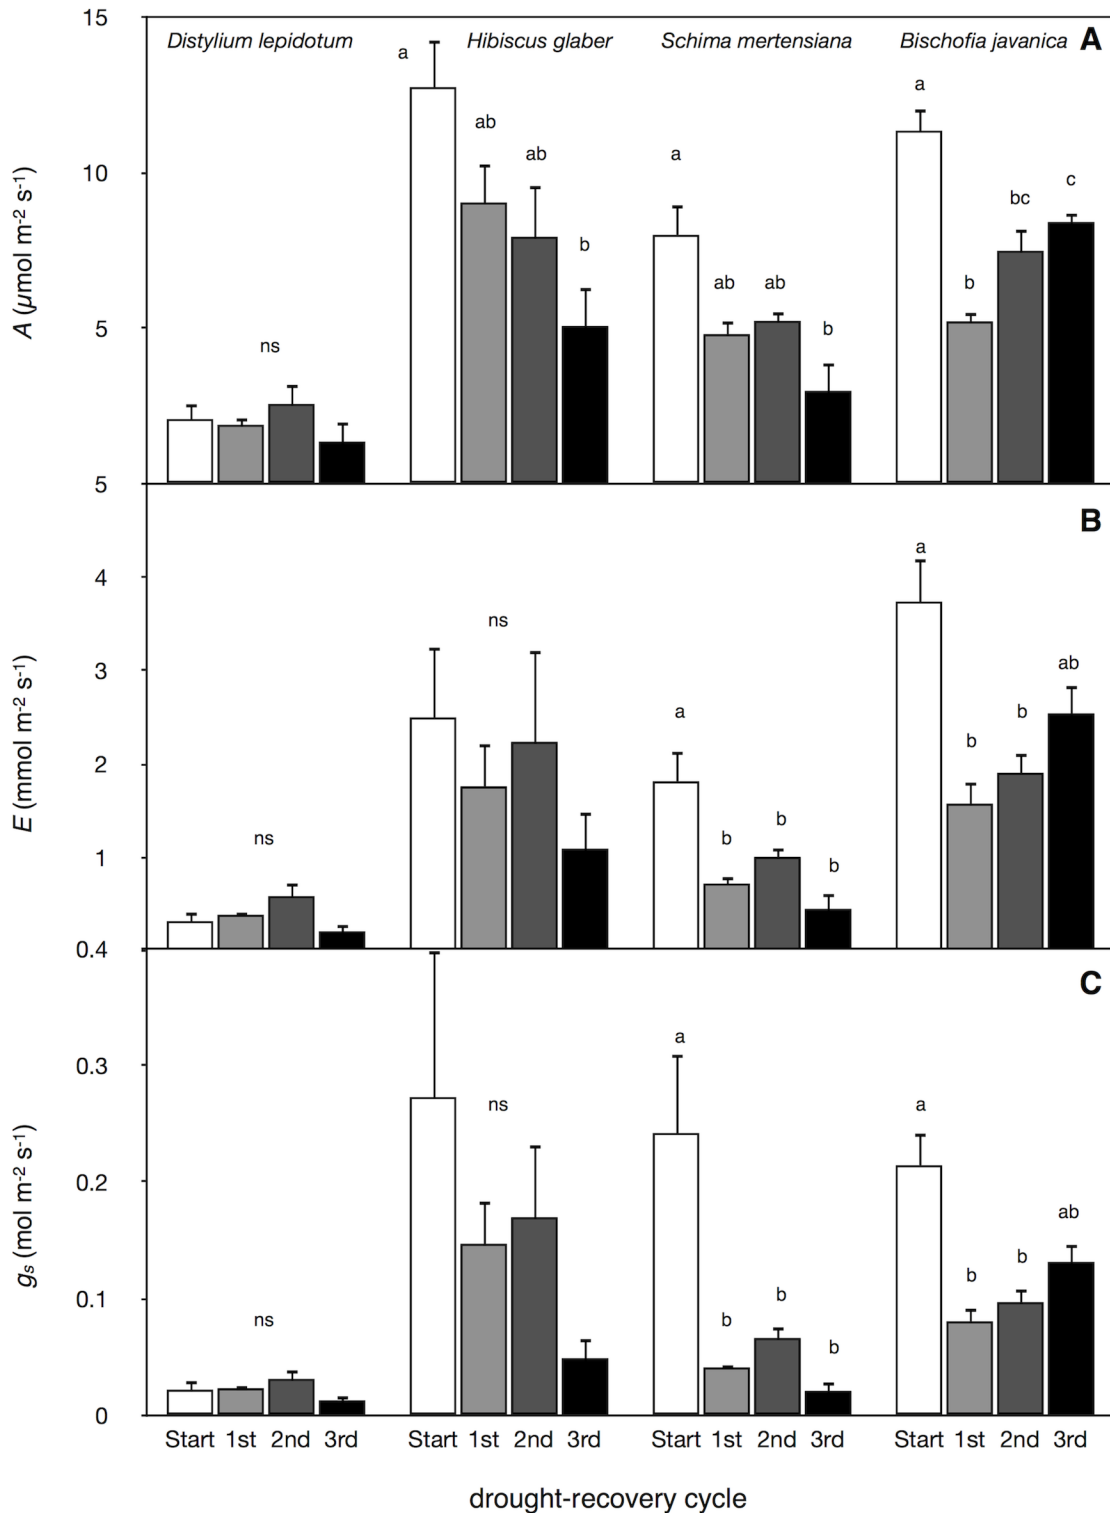 15
Distylium lepidotum Hibiscus glaber Schima mertensiana Bischofia javanica A
a
a
ab
ab
a
10
c
bc
b
ab ab
b
A (µmol m-2 s-1)
5
b
ns
5
B
a
4
ns
ab
3
a
b
b
E (mmol m-2 s-1)
2
b
b
ns
b
1
0.4
C
a
0.3
ns
a
ab
0.2
b
b
gs (mol m-2 s-1)
b
b
b
ns
0.1
0
Start 1st 2nd 3rd Start 1st 2nd 3rd Start 1st 2nd 3rd Start 1st 2nd 3rd
drought-recovery cycle